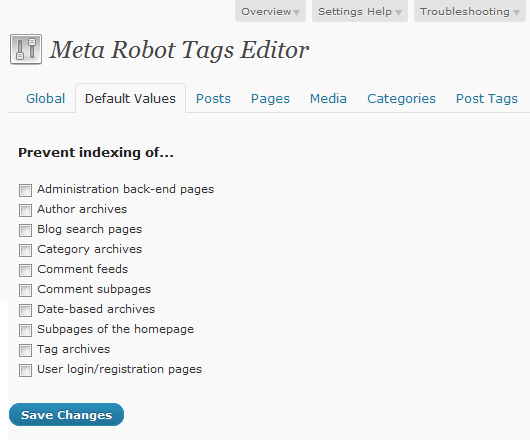 Overview Settings Help Troubleshooting
Meta Robot Tags Editor
Global Default Values Posts Pages Media Categories Post Tags
Prevent indexing of...
Administration back-end pages
Author archives
Blog search pages
Category archives
Comment feeds
Comment subpages
Date-based archives
Subpages of the homepage
Tag archives
User login/registration pages
Save Changes